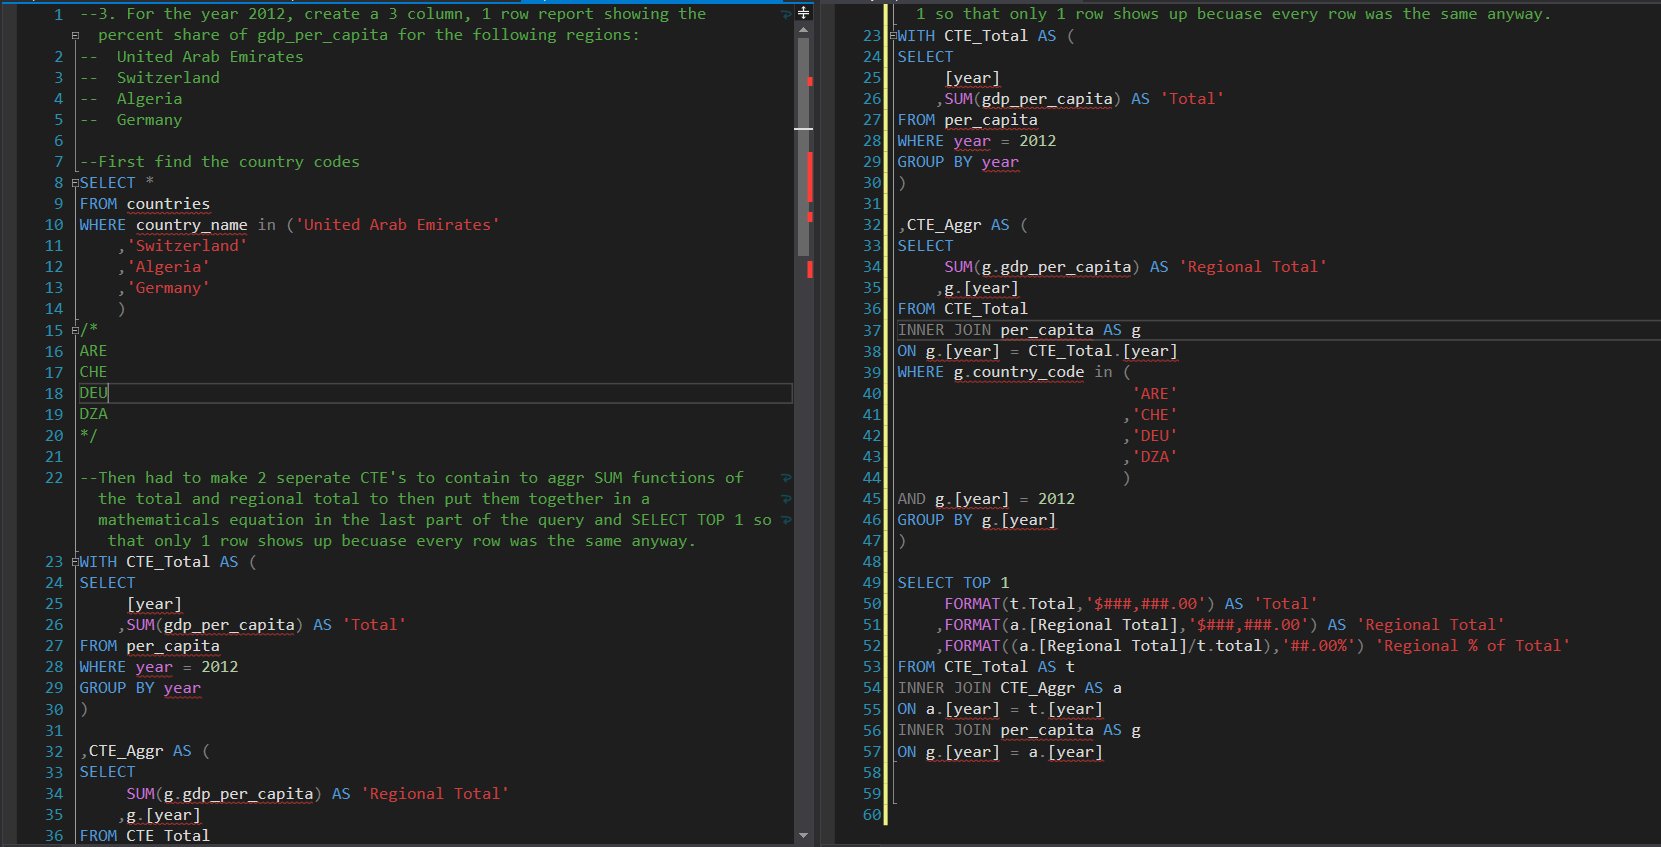 1 --3. For the year 2012, create a 3 column, 1 row report showing the
percent share of gdp_per_capita for the following regions:
2 --  United Arab Emirates
3 --  Switzerland
4 --  Algeria
5 --  Germany
6
7 --First find the country codes
8 SELECT *
9 FROM countries
10 WHERE country_name in ('United Arab Emirates'
11 ,'Switzerland'
12 ,'Algeria'
13 ,'Germany'
14 )
15 /*
16 ARE
17 CHE
18 DEU
19 DZA
20 */
21
22 --Then had to make 2 seperate CTE's to contain to aggr SUM functions of
the total and regional total to then put them together in a
mathematicals equation in the last part of the query and SELECT TOP 1 so
that only 1 row shows up becuase every row was the same anyway.
23 WITH CTE_Total AS (
24 SELECT
25 [year]
26 ,SUM(gdp_per_capita) AS 'Total'
27 FROM per_capita
28 WHERE year = 2012
29 GROUP BY year
30 )
31
32 ,CTE_Aggr AS (
33 SELECT
34 SUM(g.gdp_per_capita) AS 'Regional Total'
35 ,g.[year]
36 FROM CTE_Total
1 so that only 1 row shows up becuase every row was the same anyway.
23 WITH CTE_Total AS (
24 SELECT
25 [year]
26 ,SUM(gdp_per_capita) AS 'Total'
27 FROM per_capita
28 WHERE year = 2012
29 GROUP BY year
30 )
31
32 ,CTE_Aggr AS (
33 SELECT
34 SUM(g.gdp_per_capita) AS 'Regional Total'
35 ,g.[year]
36 FROM CTE_Total
37 INNER JOIN per_capita AS g
38 ON g.[year] = CTE_Total.[year]
39 WHERE g.country_code in (
40 'ARE'
41 ,'CHE'
42 ,'DEU'
43 ,'DZA'
44 )
45 AND g.[year] = 2012
46 GROUP BY g.[year]
47 )
48
49 SELECT TOP 1
50 FORMAT(t.Total,'$###,###.00') AS 'Total'
51 ,FORMAT(a.[Regional Total],'$###,###.00') AS 'Regional Total'
52 ,FORMAT((a.[Regional Total]/t.total),'##.00%') 'Regional % of Total'
53 FROM CTE_Total AS t
54 INNER JOIN CTE_Aggr AS a
55 ON a.[year] = t.[year]
56 INNER JOIN per_capita AS g
57 ON g.[year] = a.[year]
58
59
60